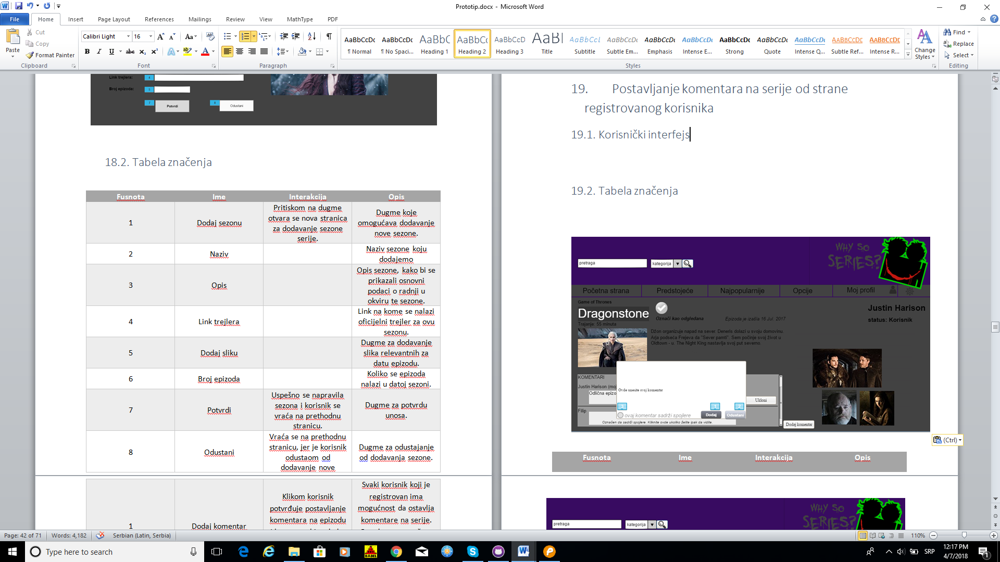 Prototip.docx - Microsoft Word
File
Home
Insert
Page Layout
References
Mailings
Review
View
MathType
PDF
Paste
Cut
Copy
Format Painter
Clipboard
Calibri Light
16
Font
Paragraph
AaBbCcDc
¶ Normal
AaBbCcDc
¶ No Spaci...
AaBbC
Heading 1
AaBbCc
Heading 2
AaBbCcD
Heading 3
AaBl
Title
AaBbCcL
Subtitle
AaBbCcDc
Subtle Em...
AaBbCcDc
Emphasis
AaBbCcDc
Intense E...
AaBbCcDc
Strong
AaBbCcDc
Quote
AaBbCcDc
Intense Q...
AaBbCcDc
Subtle Ref...
AaBbCcDc
Intense R...
Change Styles
Styles
Find
Replace
Select
Editing
Link trejlera:
4
Broj epizoda:
5
7
Potvrdi
8
Odustani
18.2. Tabela značenja
Fusnota Ime Interakcija Opis
1
Dodaj sezonu
Pritiskom na dugme
otvara se nova stranica
za dodavanje sezone
serije.
Dugme koje
omogućava dodavanje
nove sezone.
2
Naziv
Naziv sezone koju
dodajemo
3
Opis
Opis sezone, kako bi se
prikazali osnovni
podaci o radnji u
okviru te sezone.
4
Link trejlera
Link na kome se nalazi
oficijelni trejler za ovu
sezonu.
5
Dodaj sliku
Dugme za dodavanje
slika relevantnih za
datu epizodu.
6
Broj epizoda
Koliko se epizoda
nalazi u datoj sezoni.
7
Potvrdi
Uspešno se napravila
sezona i korisnik se
vraća na prethodnu
stranicu.
Dugme za potvrdu
unosa.
8
Odustani
Vraća se na prethodnu
stranicu, jer je korisnik
odustaom od
dodavanje nove
Dugme za odustajanje
od dodavanja sezone.
1
Dodaj komentar
Klikom korisnik
potvrđuje postavljanje
komentara na epizodu
Svaki korisnik koji je
registrovan ima
mogućnost da ostavlja
komentare na serije.
19. Postavljanje komentara na serije od strane
registrovanog korisnika
19.1. Korisnički interfejs
19.2. Tabela značenja
pretraga
kategorija
WHY SO
SERIES?
Početna strana
Predstojeće
Najpopularnije
Opcije
Moj profil
Game of Thrones
Dragonstone
Trajanje: 55 minuta
Označi kao odgledana
Epizoda je izašla 16 Jul. 2017
Justin Harison
status: Korisnik
Džon organizuje napad na sever. Deneris dolazi u svoju domovinu.
Arja podseća Frejeva da "Sever pamti". Sem počinje svoj život u
Oldtown - u. The Night King nastavlja svoj put severno.
KOMENTARI
Justin Harison (moj
Odlična epizo
Ovde unesite svoj komentar
Ukloni
3
1
2
Filip
ovaj komentar sadrži spojlere
Dodaj
Odustani
Označen da sadrži spojlere. Kliknite ovde ukoliko želite ipak da vidite.
Dodaj komentar
(Ctrl)
Fusnota Ime Interakcija Opis
pretraga
kategorija
WHY SO
SERIES?
Page: 42 of 71
Words: 4,182
Serbian (Latin, Serbia)
110%
Type here to search
BABEL
SRP
12:17 PM
4/7/2018
1